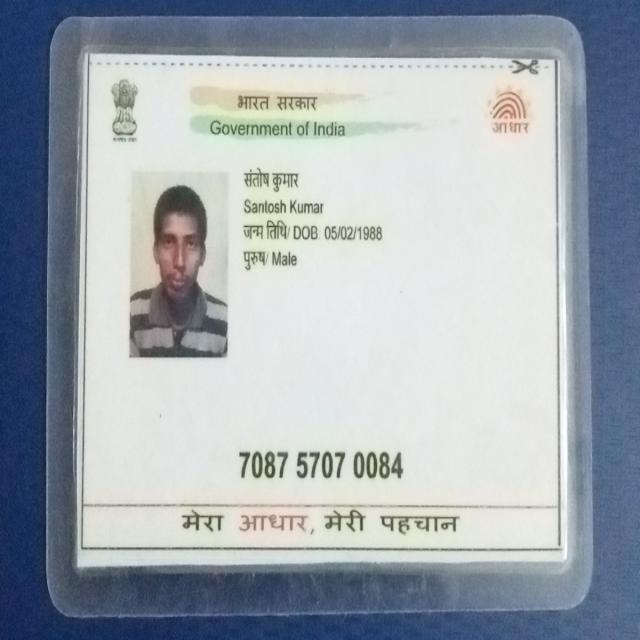 भारत सरकार
Government of India
आधार
संतोष कुमार
Santosh Kumar
जन्म तिथि/ DOB: 05/02/1988
पुरुष/ Male
7087 5707 0084
मेरा आधार, मेरी पहचान